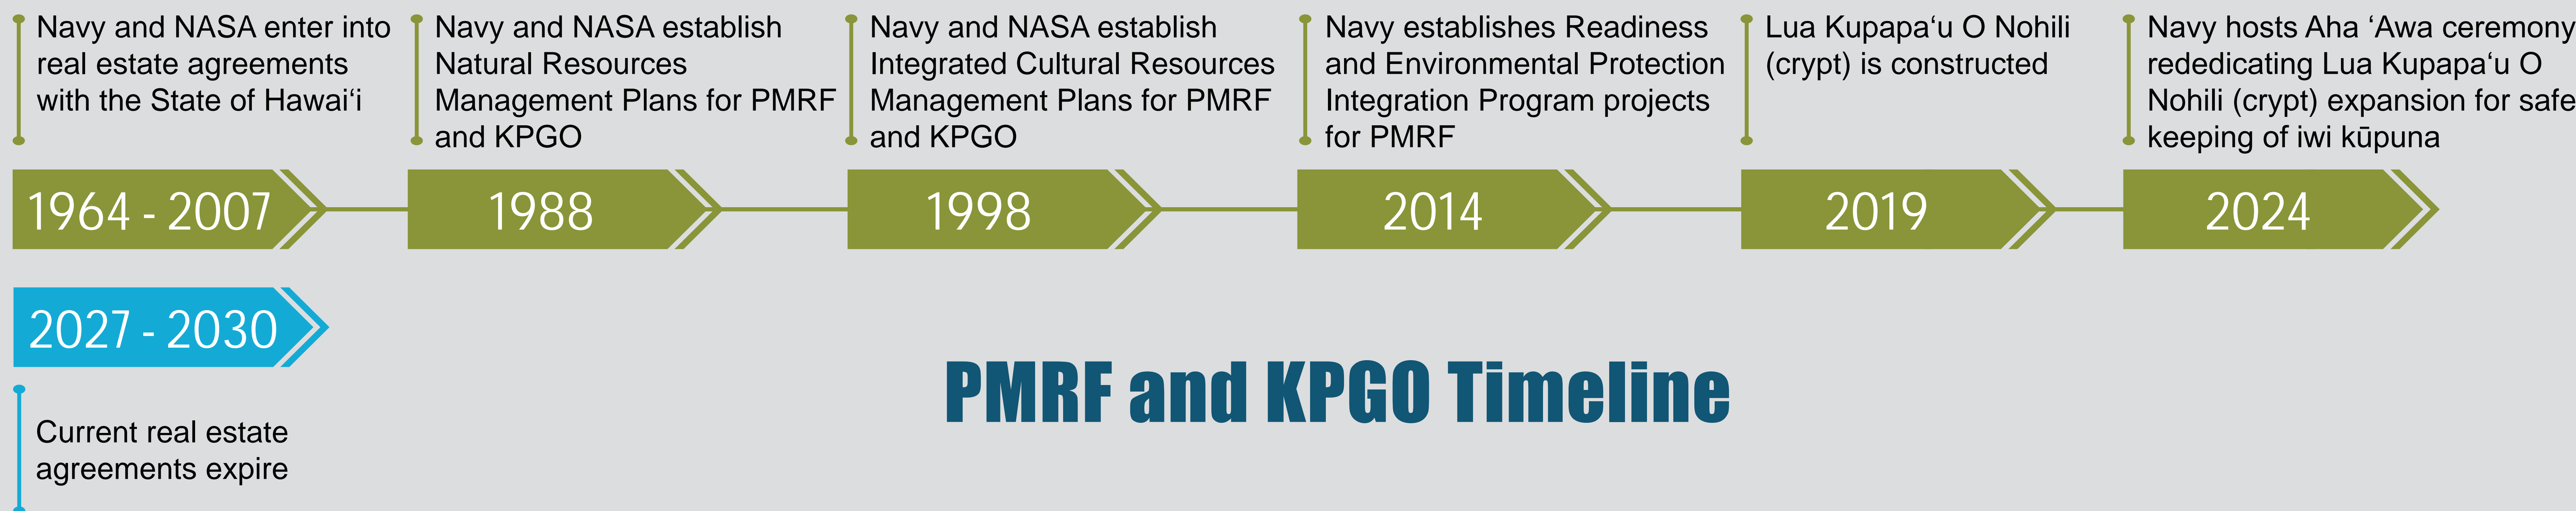 Navy and NASA enter into
real estate agreements
with the State of Hawai‘i
1964 - 2007
Navy and NASA establish
Natural Resources
Management Plans for PMRF
and KPGO
1988
Navy and NASA establish
Integrated Cultural Resources
Management Plans for PMRF
and KPGO
1998
Navy establishes Readiness
and Environmental Protection
Integration Program projects
for PMRF
2014
Lua Kupapa‘u O Nohili
(crypt) is constructed
2019
Navy hosts Aha ‘Awa ceremony
rededicating Lua Kupapa‘u O
Nohili (crypt) expansion for safe
keeping of iwi kūpuna
2024
2027 - 2030
Current real estate
agreements expire
PMRF and KPGO Timeline